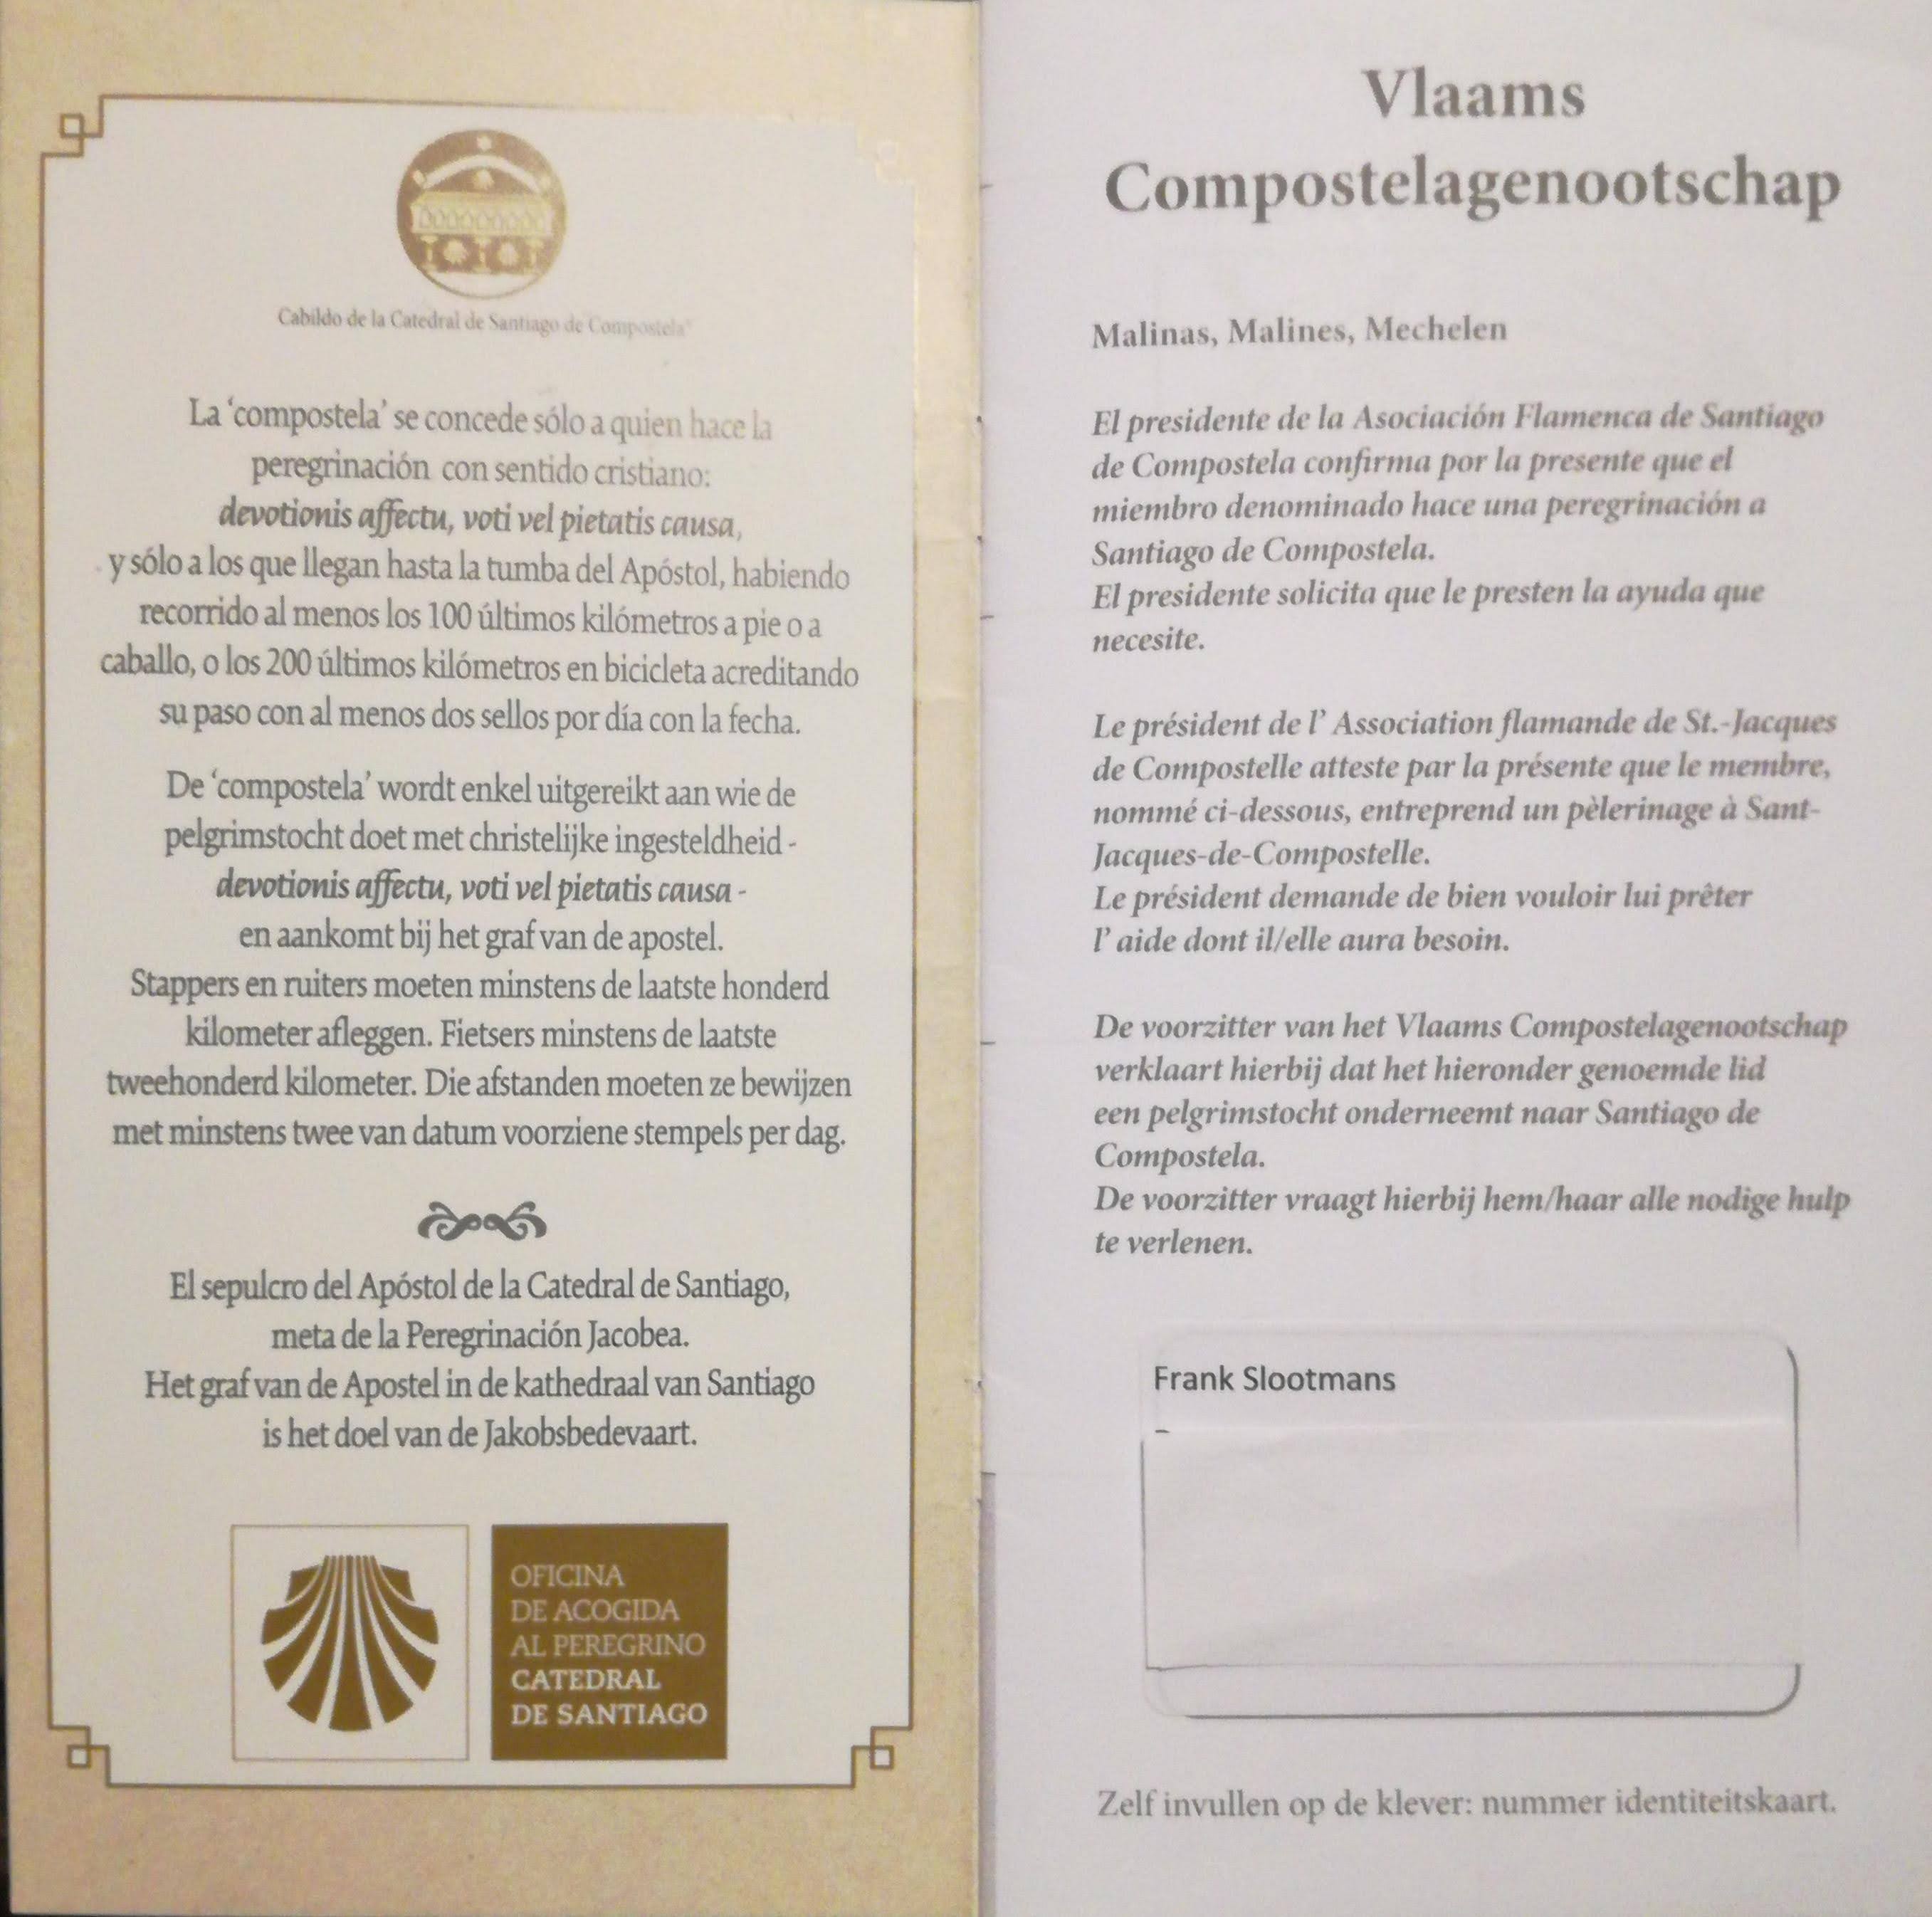 Cabildo de la Catedral de Santiago de Compostela®
La ‘compostela’ se concede sólo a quien hace la
peregrinación con sentido cristiano:
devotionis affectu, voti vel pietatis causa,
y sólo a los que llegan hasta la tumba del Apóstol, habiendo
recorrido al menos los 100 últimos kilómetros a pie o a
caballo, o los 200 últimos kilómetros en bicicleta acreditando
su paso con al menos dos sellos por día con la fecha.
De ‘compostela’ wordt enkel uitgereikt aan wie de
pelgrimstocht doet met christelijke ingesteldheid -
devotionis affectu, voti vel pietatis causa -
en aankomt bij het graf van de apostel.
Stappers en ruiters moeten minstens de laatste honderd
kilometer afleggen. Fietsers minstens de laatste
tweehonderd kilometer. Die afstanden moeten ze bewijzen
met minstens twee van datum voorziene stempels per dag.
El sepulcro del Apóstol de la Catedral de Santiago,
meta de la Peregrinación Jacobea.
Het graf van de Apostel in de kathedraal van Santiago
is het doel van de Jakobsbedevaart.
OFICINA
DE ACOGIDA
AL PEREGRINO
CATEDRAL
DE SANTIAGO
Vlaams
Compostelagenootschap
Malinas, Malines, Mechelen
El presidente de la Asociación Flamenca de Santiago
de Compostela confirma por la presente que el
miembro denominado hace una peregrinación a
Santiago de Compostela.
El presidente solicita que le presten la ayuda que
necesite.
Le président de l’ Association flamande de St.-Jacques
de Compostelle atteste par la présente que le membre,
nommé ci-dessous, entreprend un pèlerinage à Sant-
Jacques-de-Compostelle.
Le président demande de bien vouloir lui prêter
l’ aide dont il/elle aura besoin.
De voorzitter van het Vlaams Compostelagenootschap
verklaart hierbij dat het hieronder genoemde lid
een pelgrimstocht onderneemt naar Santiago de
Compostela.
De voorzitter vraagt hierbij hem/haar alle nodige hulp
te verlenen.
Frank Slootmans
Zelf invullen op de klever: nummer identiteitskaart.